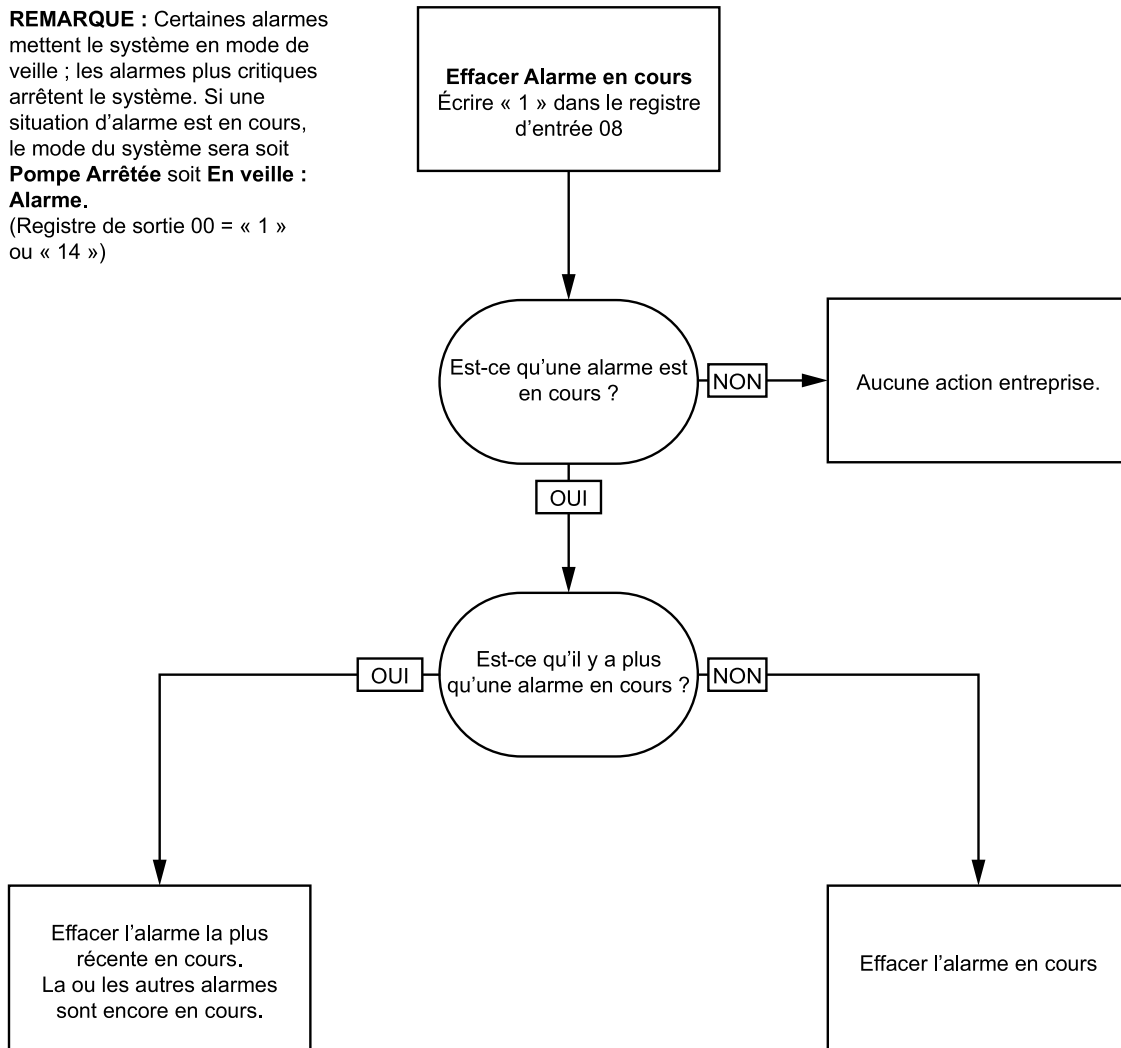 REMARQUE : Certaines alarmes
mettent le système en mode de
veille ; les alarmes plus critiques
arrêtent le système. Si une
situation d’alarme est en cours,
le mode du système sera soit
Pompe Arrêtée soit En veille :
Alarme.
(Registre de sortie 00 = « 1 »
ou « 14 »)
Effacer Alarme en cours
Écrire « 1 » dans le registre
d’entrée 08
Est-ce qu’une alarme est
en cours ?
NON
Aucune action entreprise.
OUI
Est-ce qu’il y a plus
qu’une alarme en cours ?
OUI
NON
Effacer l’alarme la plus
récente en cours.
La ou les autres alarmes
sont encore en cours.
Effacer l’alarme en cours